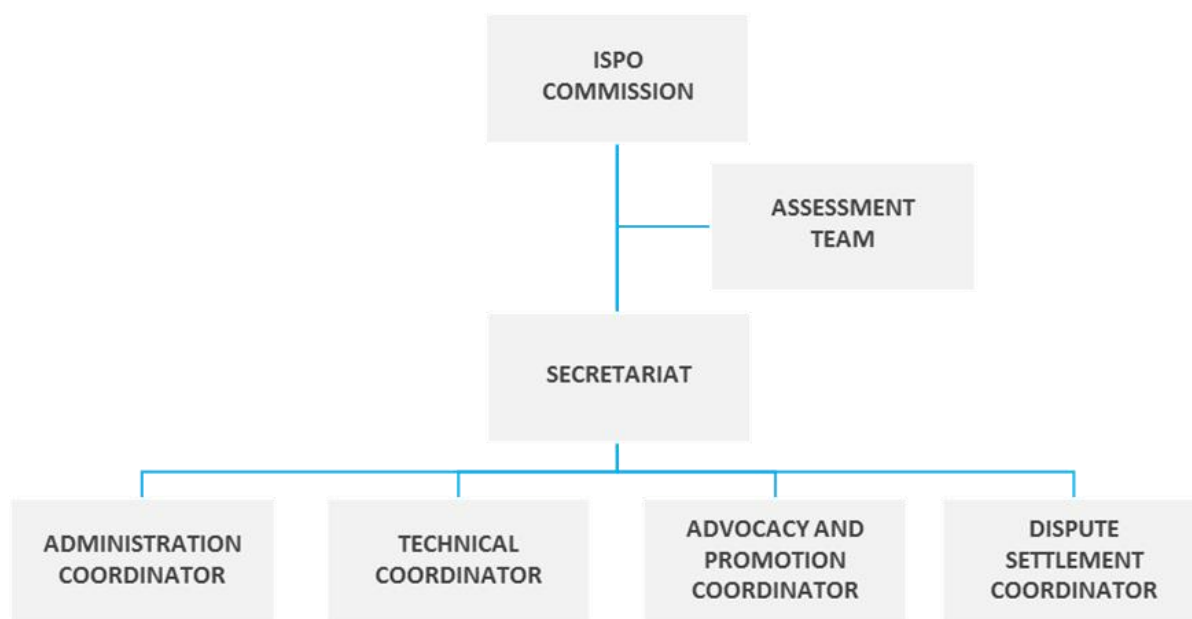 ISPO
COMMISSION
ASSESSMENT
TEAM
SECRETARIAT
ADMINISTRATION
COORDINATOR
TECHNICAL
COORDINATOR
ADVOCACY AND
PROMOTION
COORDINATOR
DISPUTE
SETTLEMENT
COORDINATOR